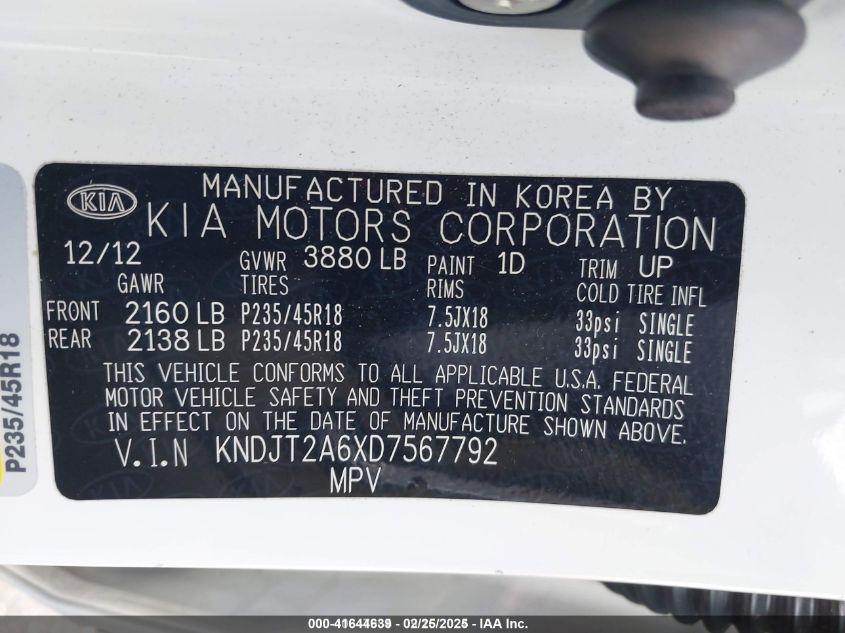 KIA
MANUFACTURED IN KOREA BY
KIA MOTORS CORPORATION
12/12 GVWR 3880 LB PAINT 1D TRIM UP
GAWR TIRES RIMS COLD TIRE INFL
FRONT 2160 LB P235/45R18 7.5JX18 33psi SINGLE
REAR 2138 LB P235/45R18 7.5JX18 33psi SINGLE
THIS VEHICLE CONFORMS TO ALL APPLICABLE U.S.A. FEDERAL
MOTOR VEHICLE SAFETY AND THEFT PREVENTION STANDARDS
IN EFFECT ON THE DATE OF MANUFACTURE SHOWN ABOVE.
V.I.N KNDJT2A6XD7567792
MPV
P235/45R18
000-41644639 - 02/25/2025 - IAA Inc.